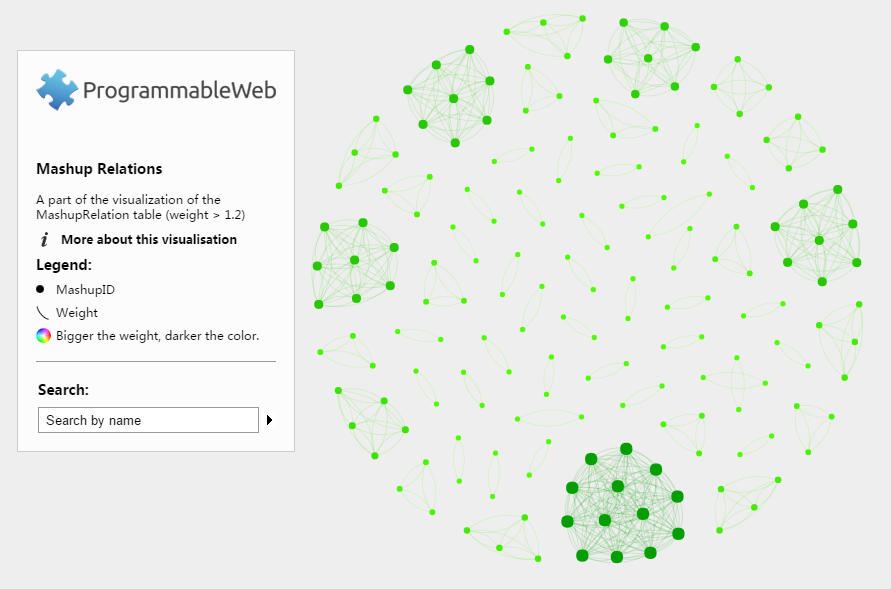 ProgrammableWeb
Mashup Relations
A part of the visualization of the
MashupRelation table (weight > 1.2)
i More about this visualisation
Legend:
MashupID
Weight
Bigger the weight, darker the color.
Search:
Search by name